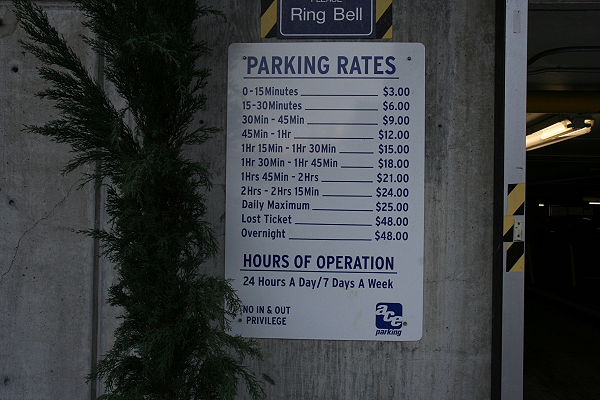 PLEASE
Ring Bell
PARKING RATES
0-15Minutes $3.00
15-30Minutes $6.00
30Min - 45Min $9.00
45Min - 1Hr $12.00
1Hr 15Min - 1Hr 30Min $15.00
1Hr 30Min - 1Hr 45Min $18.00
1Hrs 45Min - 2Hrs $21.00
2Hrs - 2Hrs 15Min $24.00
Daily Maximum $25.00
Lost Ticket $48.00
Overnight $48.00
HOURS OF OPERATION
24 Hours A Day/7 Days A Week
NO IN & OUT
PRIVILEGE
ace
parking